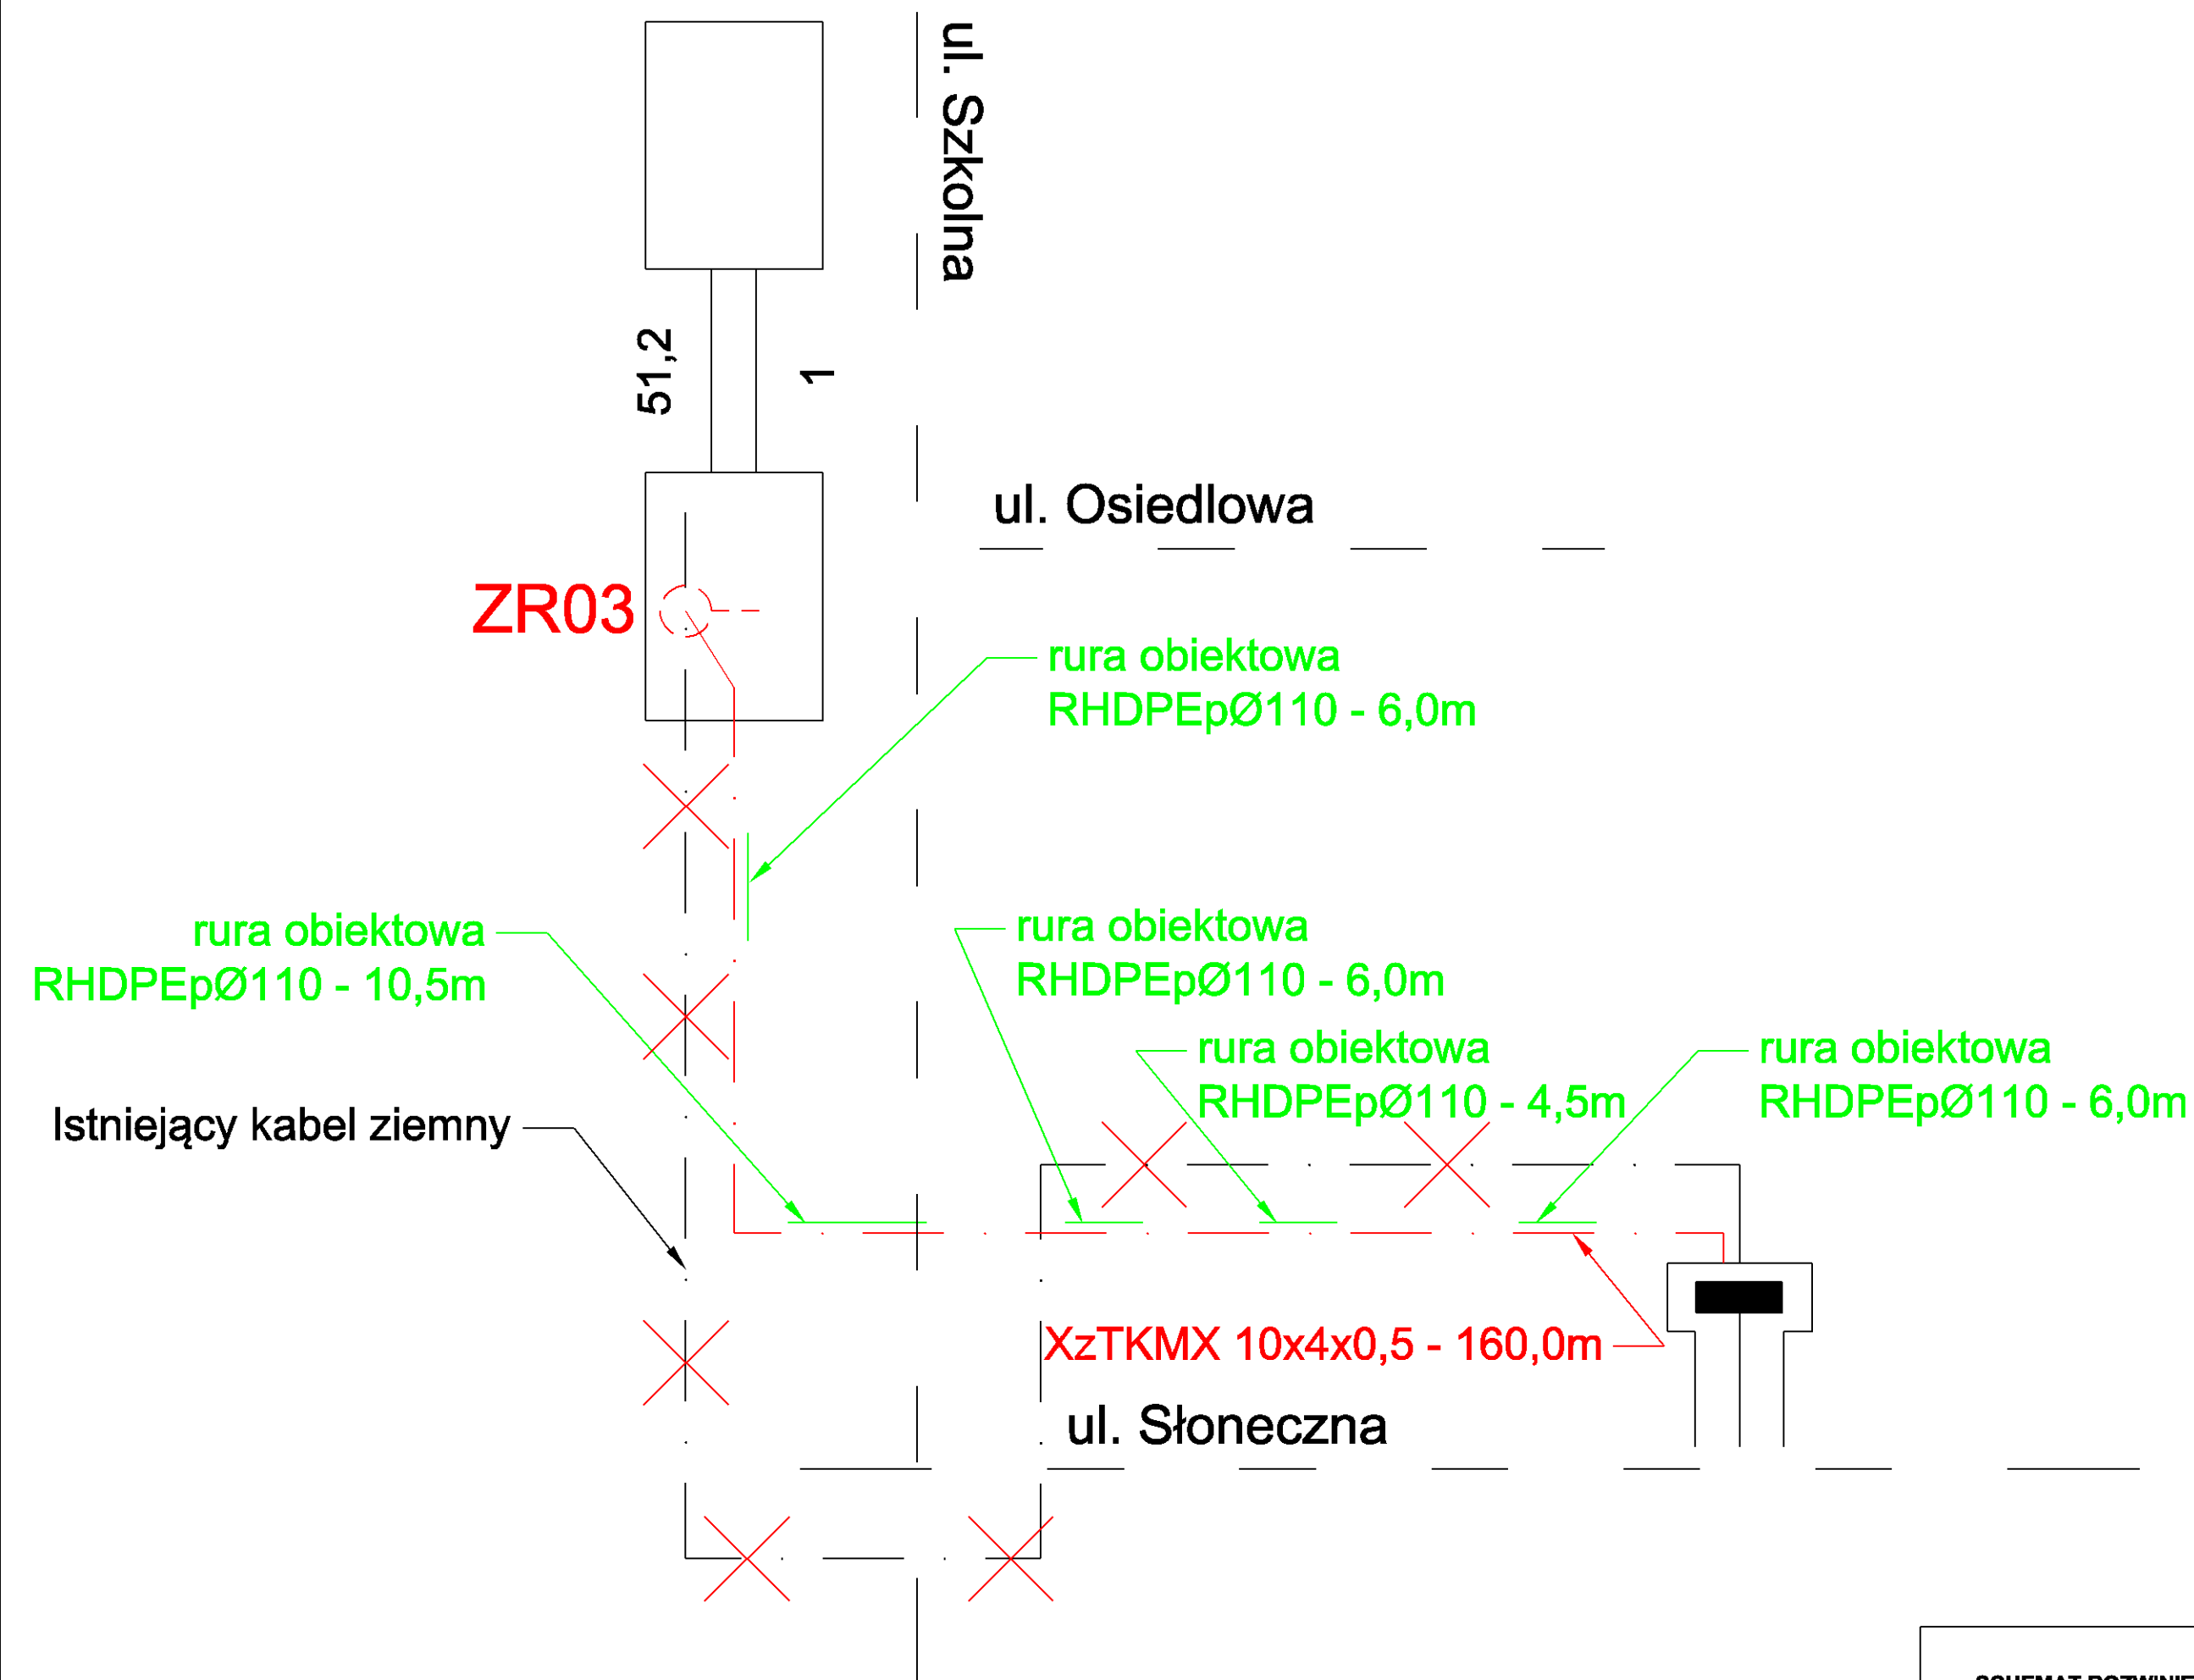 ul. Szkolna
51,2
1
ul. Osiedlowa
ZR03
rura obiektowa
RHDPEpØ110 - 6,0m
rura obiektowa
RHDPEpØ110 - 10,5m
rura obiektowa
RHDPEpØ110 - 6,0m
rura obiektowa
RHDPEpØ110 - 4,5m
rura obiektowa
RHDPEpØ110 - 6,0m
Istniejący kabel ziemny
XzTKMX 10x4x0,5 - 160,0m
ul. Słoneczna
SCHEMAT